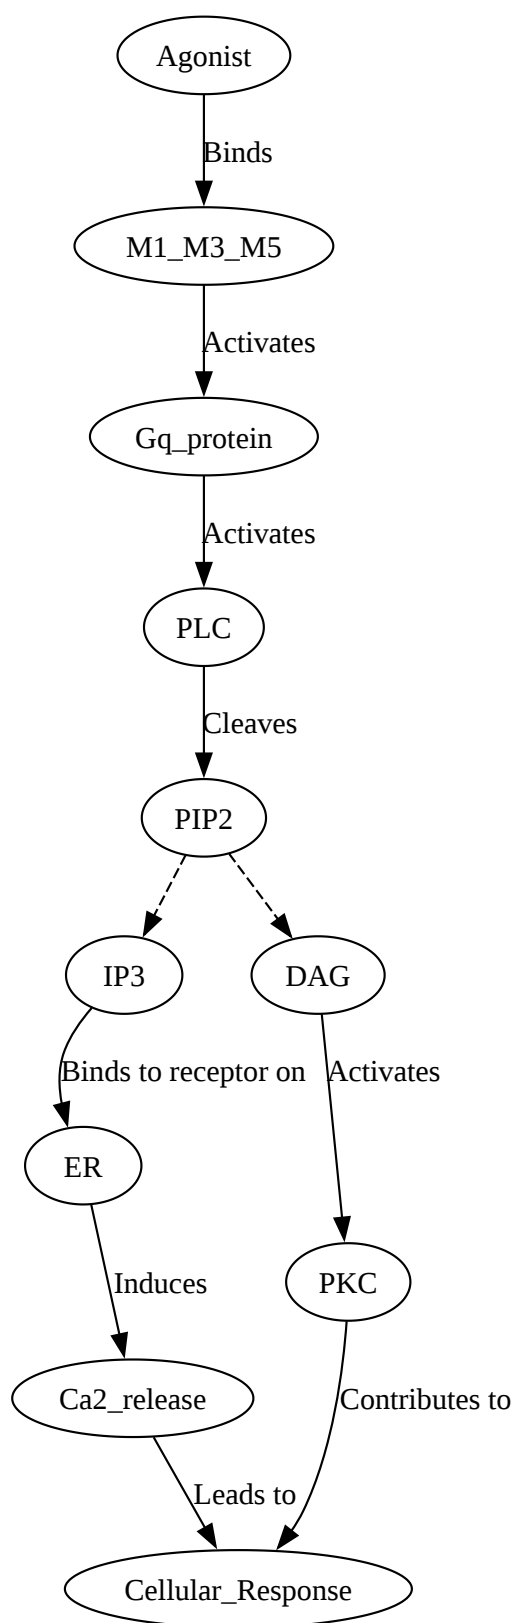 Agonist
Binds
M1_M3_M5
Activates
Gq_protein
Activates
PLC
Cleaves
PIP2
IP3
DAG
Binds to receptor on
Activates
ER
PKC
Induces
Ca2_release
Contributes to
Leads to
Cellular_Response